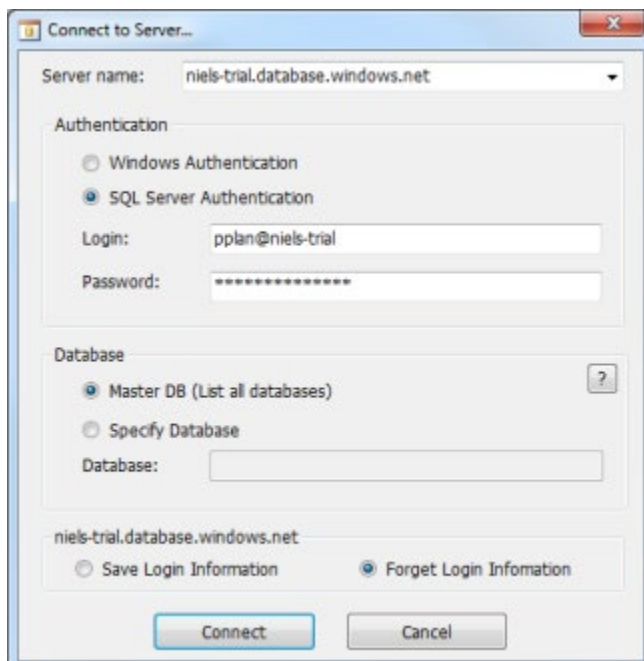 Connect to Server...
Server name: niels-trial.database.windows.net
Authentication
Windows Authentication
SQL Server Authentication
Login: pplan@niels-trial
Password: **************
Database
?
Master DB (List all databases)
Specify Database
Database:
niels-trial.database.windows.net
Save Login Information Forget Login Infomation
Connect Cancel